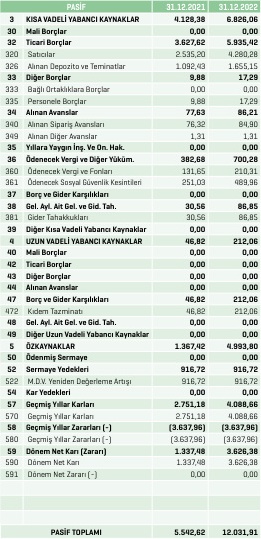 PASİF 31.12.2021 31.12.2022
3 KISA VADELİ YABANCI KAYNAKLAR 4.128,38 6.826,06
30 Mali Borçlar 0,00 0,00
32 Ticari Borçlar 3.627,62 5.935,42
320 Satıcılar 2.535,20 4.280,28
326 Alınan Depozito ve Teminatlar 1.092,43 1.655,15
33 Diğer Borçlar 9,88 17,29
333 Bağlı Ortaklıklara Borçlar 0,00 0,00
335 Personele Borçlar 9,88 17,29
34 Alınan Avanslar 77,63 86,21
340 Alınan Sipariş Avansları 76,32 84,90
349 Alınan Diğer Avanslar 1,31 1,31
35 Yıllara Yaygın İnş. Ve On. Hak. 0,00 0,00
36 Ödenecek Vergi ve Diğer Yüküm. 382,68 700,28
360 Ödenecek Vergi ve Fonları 131,65 210,31
361 Ödenecek Sosyal Güvenlik Kesintileri 251,03 489,96
37 Borç ve Gider Karşılıkları 0,00 0,00
38 Gel. Ayl. Ait Gel. ve Gid. Tah. 30,56 86,85
381 Gider Tahakkukları 30,56 86,85
39 Diğer Kısa Vadeli Yabancı Kaynaklar 0,00 0,00
4 UZUN VADELİ YABANCI KAYNAKLAR 46,82 212,06
40 Mali Borçlar 0,00 0,00
42 Ticari Borçlar 0,00 0,00
43 Diğer Borçlar 0,00 0,00
44 Alınan Avanslar 0,00 0,00
47 Borç ve Gider Karşılıkları 46,82 212,06
472 Kıdem Tazminatı 46,82 212,06
48 Gel. Ayl. Ait Gel. ve Gid. Tah. 0,00 0,00
49 Diğer Uzun Vadeli Yabancı Kaynaklar 0,00 0,00
5 ÖZKAYNAKLAR 1.367,42 4.993,80
50 Ödenmiş Sermaye 0,00 0,00
52 Sermaye Yedekleri 916,72 916,72
522 M.D.V. Yeniden Değerleme Artışı 916,72 916,72
54 Kar Yedekleri 0,00 0,00
57 Geçmiş Yıllar Karları 2.751,18 4.088,66
570 Geçmiş Yıllar Karları 2.751,18 4.088,66
58 Geçmiş Yıllar Zararları (-) (3.637,96) (3.637,96)
580 Geçmiş Yıllar Zararları (-) (3.637,96) (3.637,96)
59 Dönem Net Karı (Zararı) 1.337,48 3.626,38
590 Dönem Net Karı 1.337,48 3.626,38
591 Dönem Net Zararı (-) 0,00 0,00
PASİF TOPLAMI 5.542,62 12.031,91